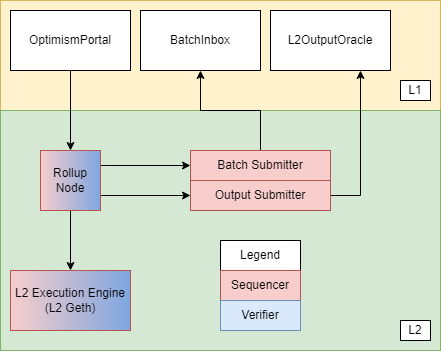 OptimismPortal
BatchInbox
L2OutputOracle
L1
Rollup
Node
Batch Submitter
Output Submitter
L2 Execution Engine
(L2 Geth)
Legend
Sequencer
Verifier
L2